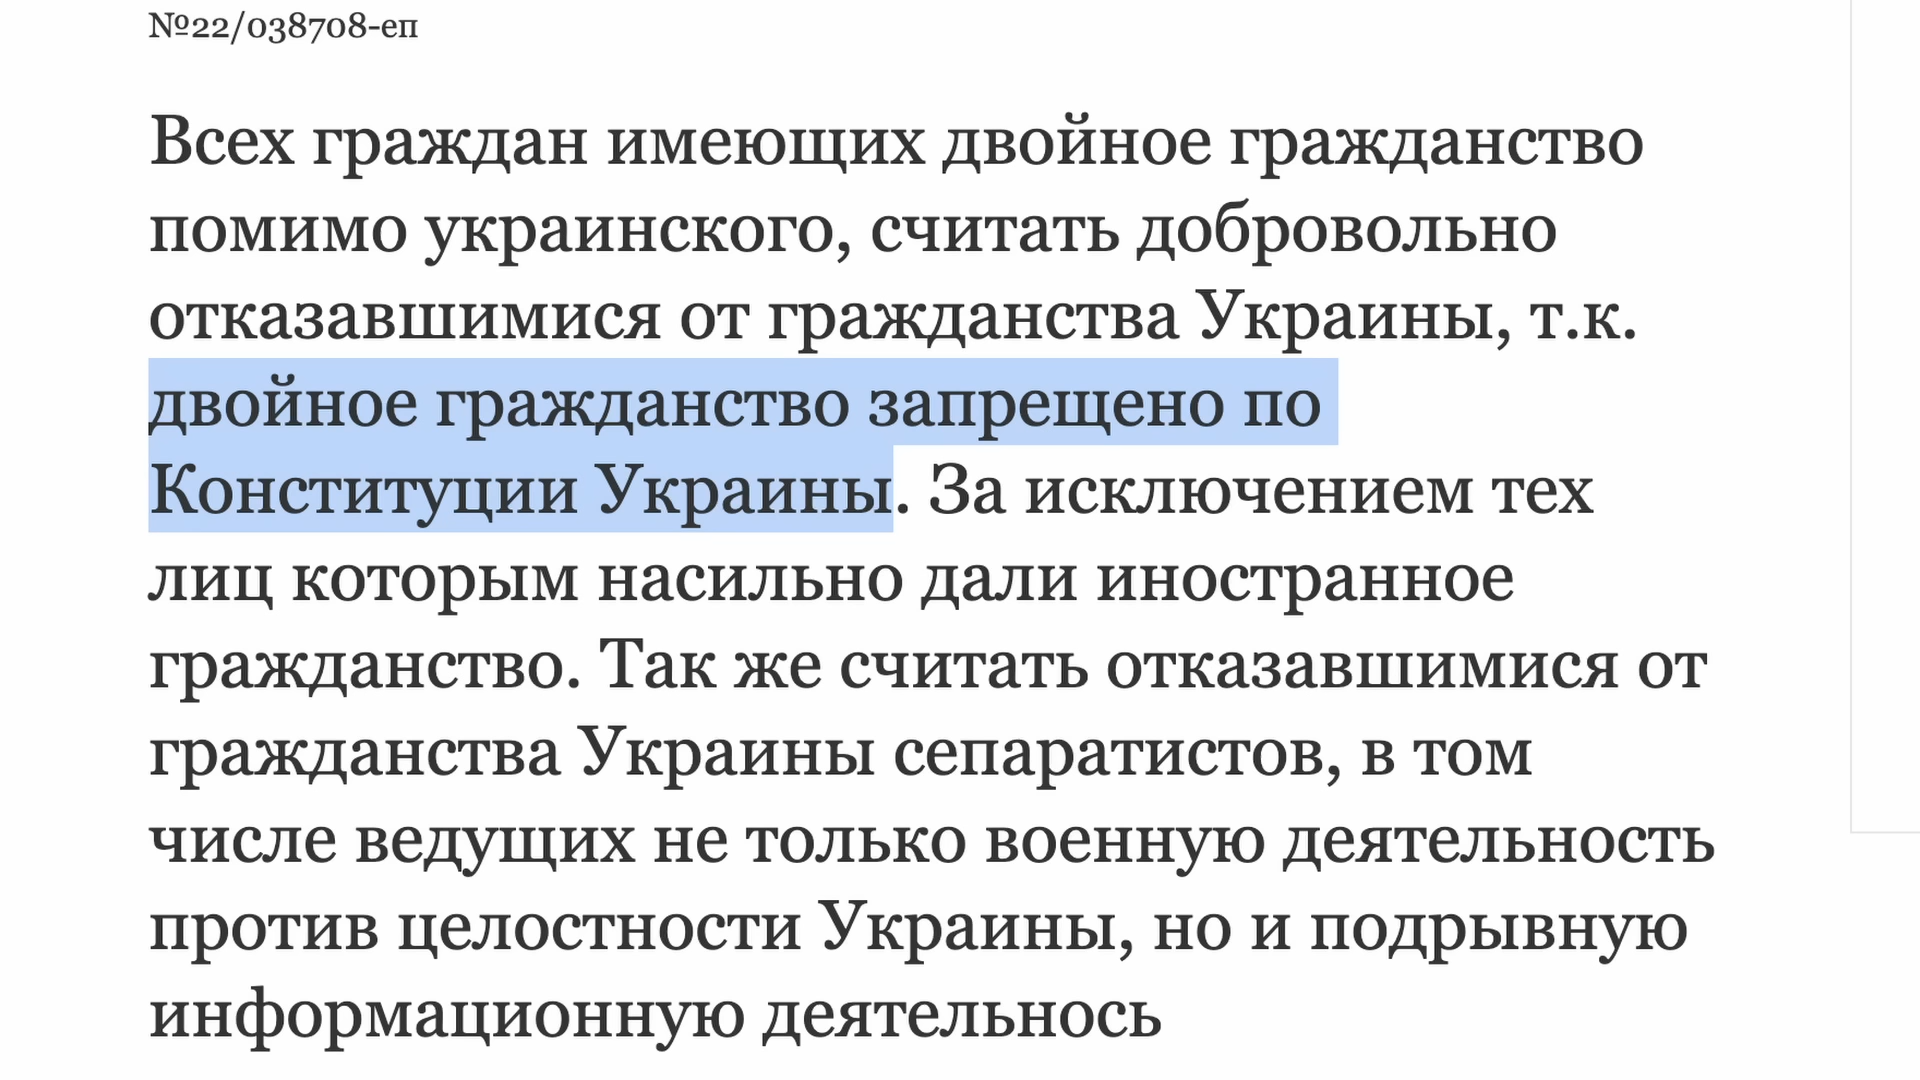 №22/038708-еп
Всех граждан имеющих двойное гражданство
помимо украинского, считать добровольно
отказавшимися от гражданства Украины, т.к.
двойное гражданство запрещено по
Конституции Украины. За исключением тех
лиц которым насильно дали иностранное
гражданство. Так же считать отказавшимися от
гражданства Украины сепаратистов, в том
числе ведущих не только военную деятельность
против целостности Украины, но и подрывную
информационную деятельнось